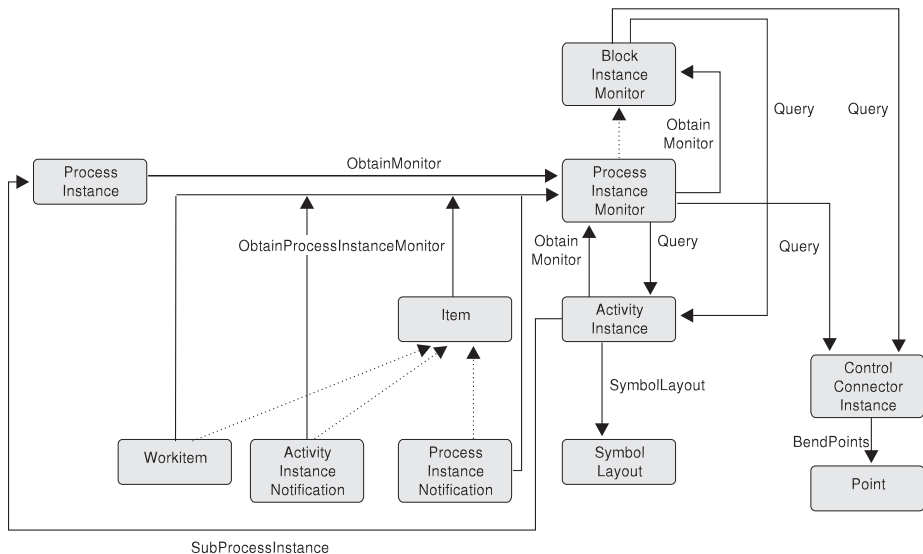 Block
Instance
Monitor
Query
Query
Obtain
Monitor
ObtainMonitor
Process
Instance
Process
Instance
Monitor
ObtainProcessInstanceMonitor
Obtain
Monitor
Query
Query
Item
Activity
Instance
Control
Connector
Instance
SymbolLayout
BendPoints
Workitem
Activity
Instance
Notification
Process
Instance
Notification
Symbol
Layout
Point
SubProcessInstance